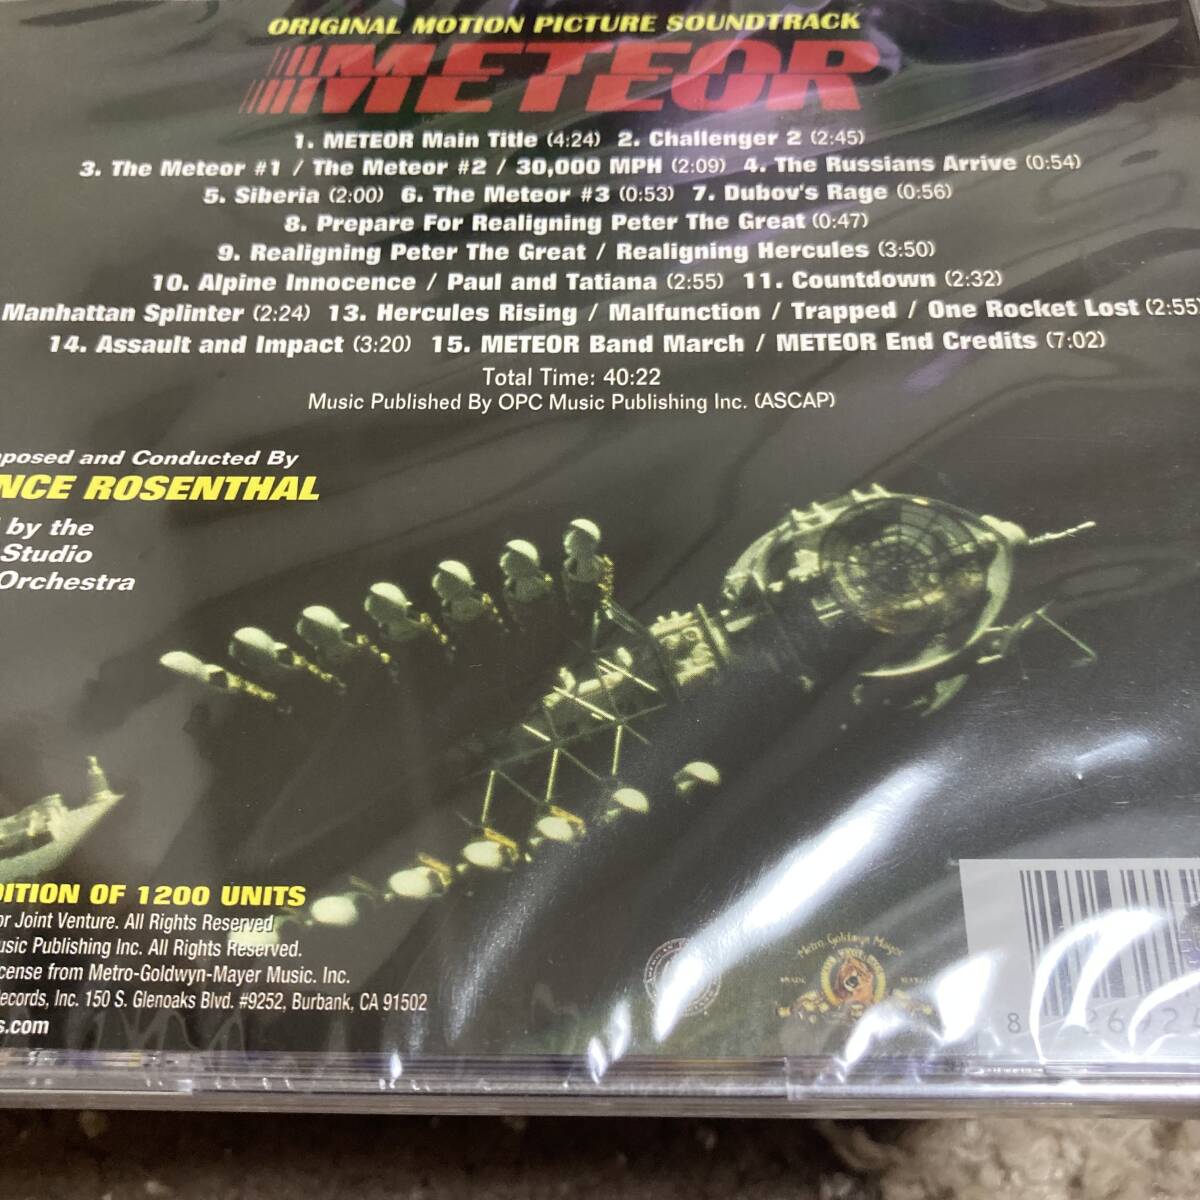 ORIGINAL MOTION PICTURE SOUNDTRACK
METEOR
1. METEOR Main Title (4:24) 2. Challenger 2 (2:45)
3. The Meteor #1 / The Meteor #2 / 30,000 MPH (2:09) 4. The Russians Arrive (0:54)
5. Siberia (2:00) 6. The Meteor #3 (0:53) 7. Dubov's Rage (0:56)
8. Prepare For Realigning Peter The Great (0:47)
9. Realigning Peter The Great / Realigning Hercules (3:50)
10. Alpine Innocence / Paul and Tatiana (2:55) 11. Countdown (2:32)
Manhattan Splinter (2:24) 13. Hercules Rising / Malfunction / Trapped / One Rocket Lost (2:55)
14. Assault and Impact (3:20) 15. METEOR Band March / METEOR End Credits (7:02)
Total Time: 40:22
Music Published By OPC Music Publishing Inc. (ASCAP)
posed and Conducted By
NCE ROSENTHAL
by the
Studio
Orchestra
DITION OF 1200 UNITS
or Joint Venture. All Rights Reserved
usic Publishing Inc. All Rights Reserved.
cense from Metro-Goldwyn-Mayer Music. Inc.
ecords, Inc. 150 S. Glenoaks Blvd. #9252, Burbank, CA 91502
s.com
Metro Goldwyn Mayer